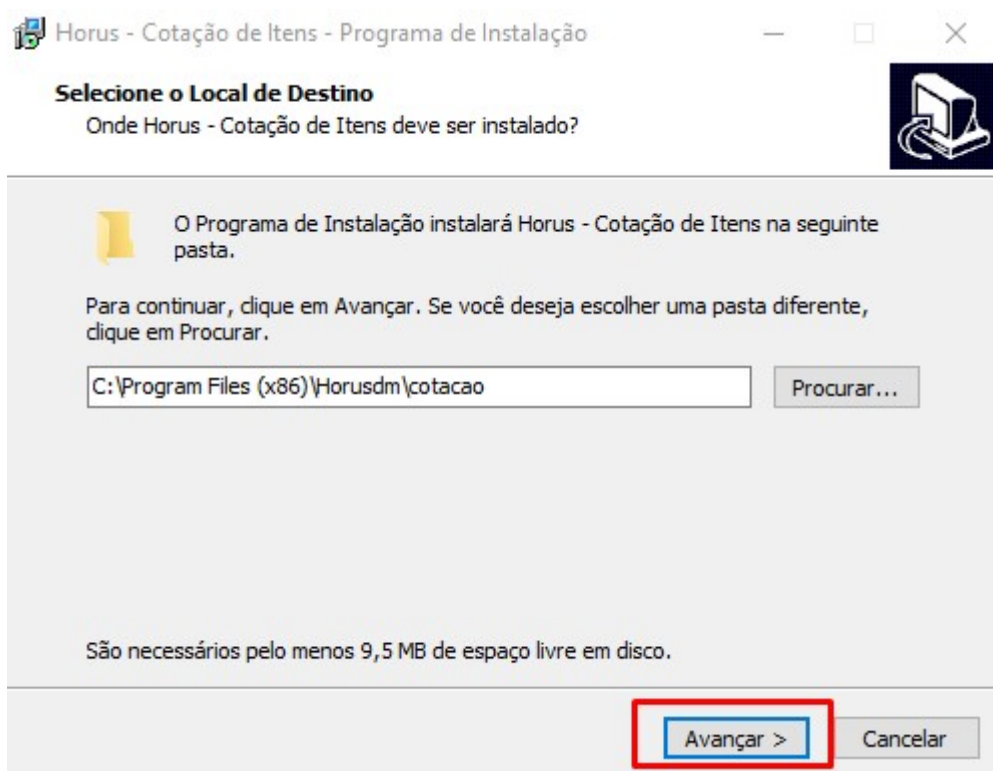 Horus - Cotação de Itens - Programa de Instalação
Selecione o Local de Destino
Onde Horus - Cotação de Itens deve ser instalado?
O Programa de Instalação instalará Horus - Cotação de Itens na seguinte
pasta.
Para continuar, clique em Avançar. Se você deseja escolher uma pasta diferente,
clique em Procurar.
C:\Program Files (x86)\Horusdm\cotacao
Procurar...
São necessários pelo menos 9,5 MB de espaço livre em disco.
Avançar >
Cancelar